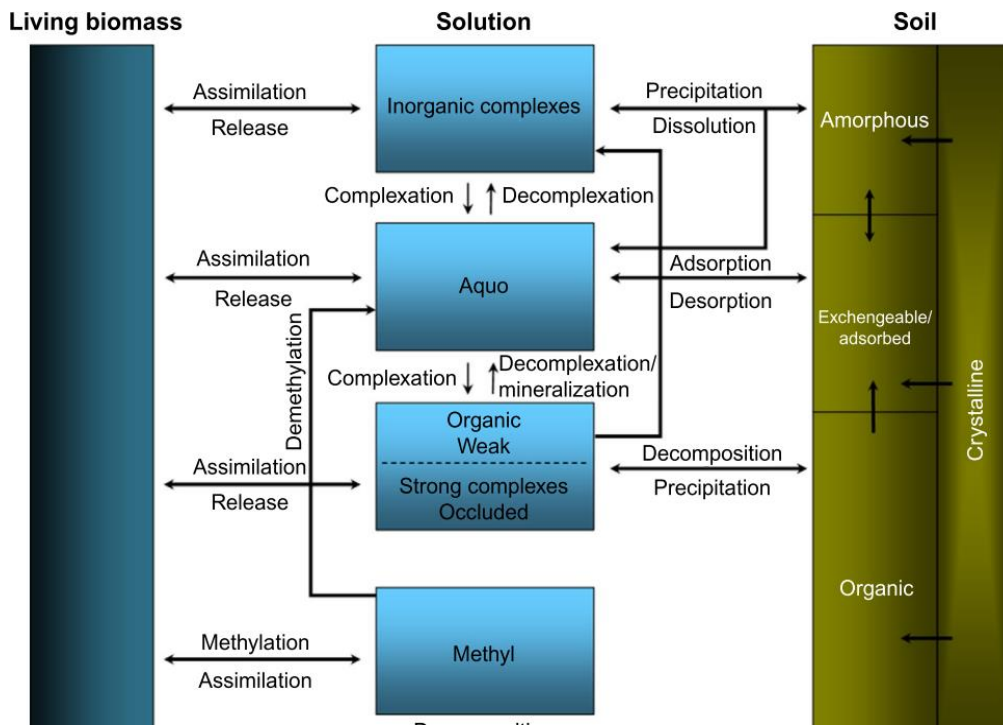 Living biomass
Solution
Soil
Assimilation
Release
Inorganic complexes
Precipitation
Dissolution
Amorphous
Complexation
Decomplexation
Assimilation
Release
Aquo
Adsorption
Desorption
Exchengeable/
adsorbed
Demethylation
Complexation
Decomplexation/
mineralization
Organic
Weak
Strong complexes
Occluded
Assimilation
Release
Decomposition
Precipitation
Crystalline
Organic
Methylation
Assimilation
Methyl